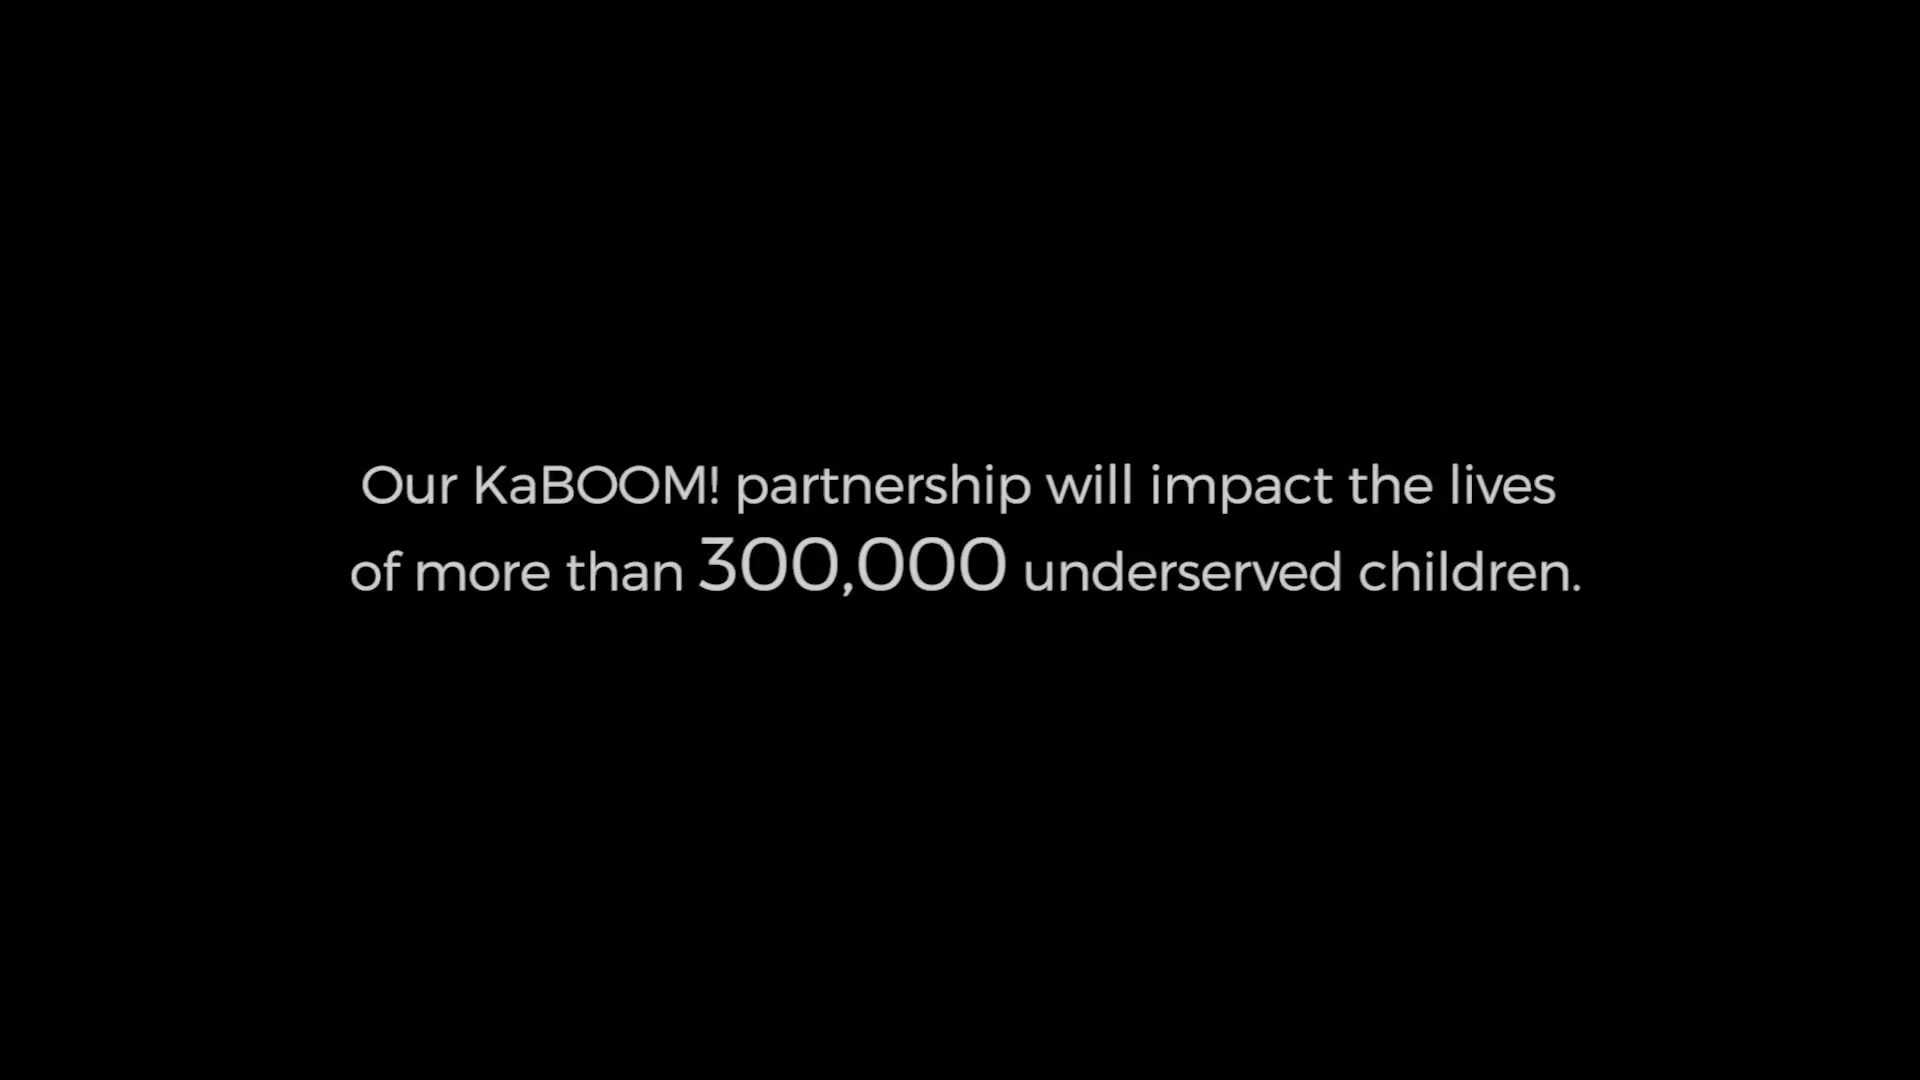 Our KaBOOM! partnership will impact the lives
of more than 300,000 underserved children.